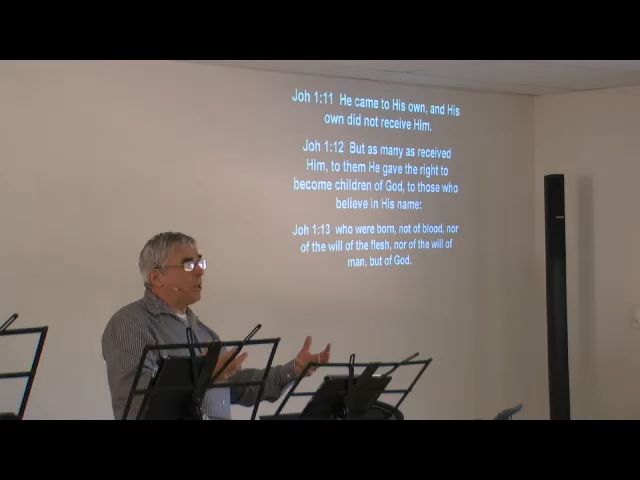 Joh 1:11 He came to His own, and His
own did not receive Him.
Joh 1:12 But as many as received
Him, to them He gave the right to
become children of God, to those who
believe in His name:
Joh 1:13 who were born, not of blood, nor
of the will of the flesh, nor of the will of
man, but of God.